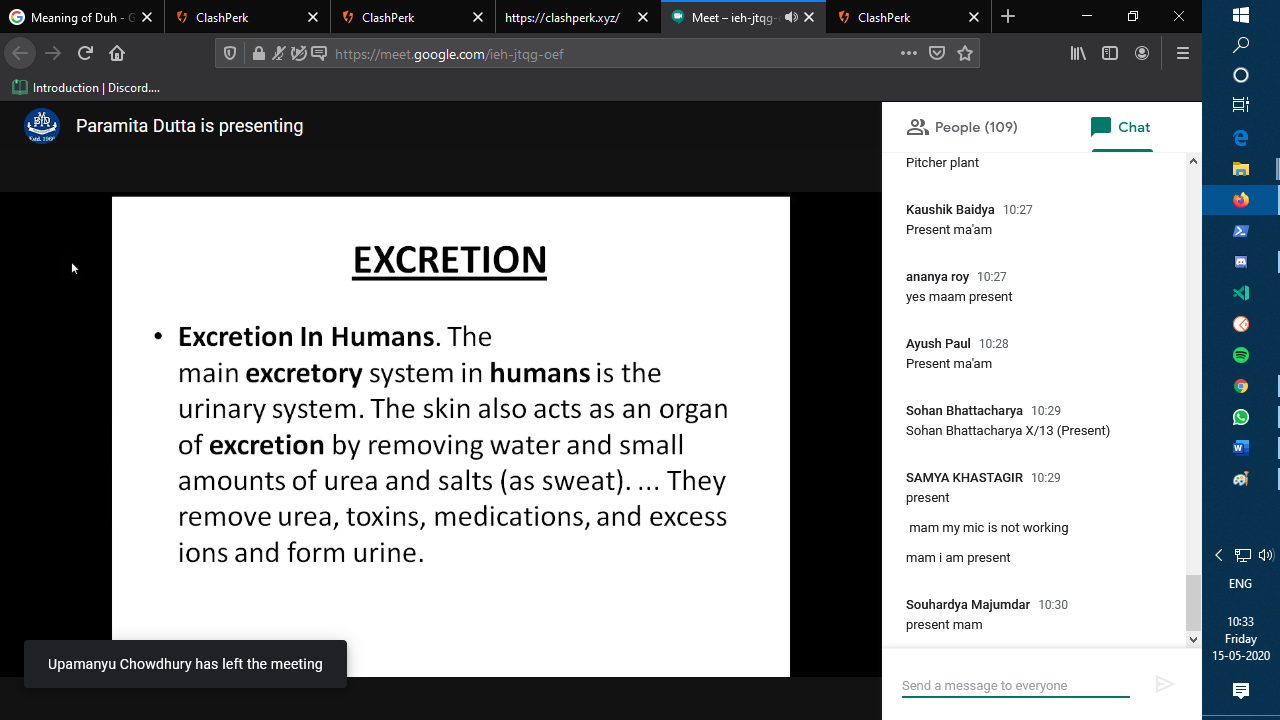 Meaning of Duh - G
ClashPerk
ClashPerk
https://clashperk.xyz/
Meet – ieh-jtqg-
ClashPerk
https://meet.google.com/ieh-jtqg-oef
Introduction | Discord....
Paramita Dutta is presenting
EXCRETION
• Excretion In Humans. The
main excretory system in humans is the
urinary system. The skin also acts as an organ
of excretion by removing water and small
amounts of urea and salts (as sweat). ... They
remove urea, toxins, medications, and excess
ions and form urine.
Upamanyu Chowdhury has left the meeting
People (109)
Chat
Pitcher plant
Kaushik Baidya 10:27
Present ma'am
ananya roy 10:27
yes maam present
Ayush Paul 10:28
Present ma'am
Sohan Bhattacharya 10:29
Sohan Bhattacharya X/13 (Present)
SAMYA KHASTAGIR 10:29
present
mam my mic is not working
mam i am present
Souhardya Majumdar 10:30
present mam
Send a message to everyone
ENG
10:33
Friday
15-05-2020